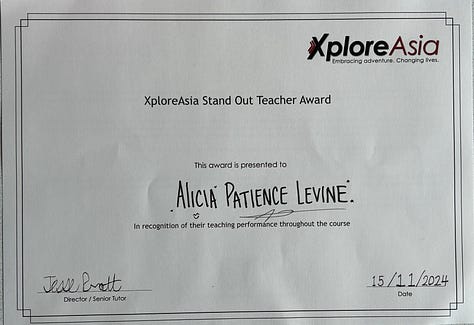 XploreAsia
Embracing adventure. Changing lives.
XploreAsia Stand Out Teacher Award
This award is presented to
ALICIA PATIENCE LEVINE.
In recognition of their teaching performance throughout the course
15/11/2024
Director / Senior Tutor
Date